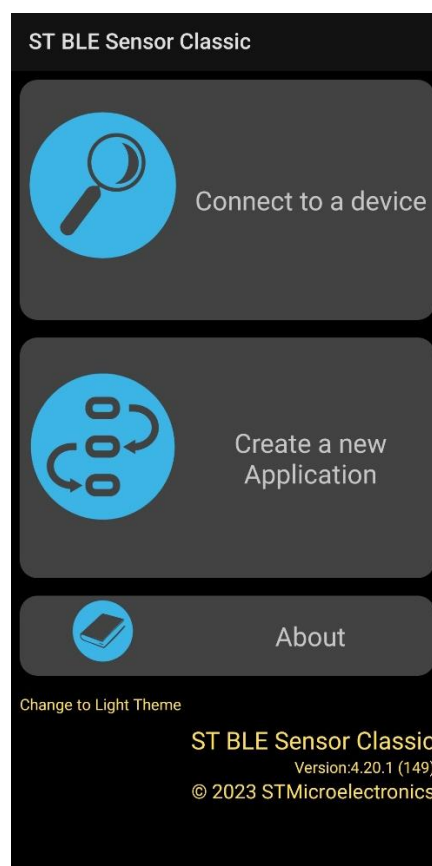 ST BLE Sensor Classic
Connect to a device
Create a new
Application
About
Change to Light Theme
ST BLE Sensor Classic
Version:4.20.1 (149)
© 2023 STMicroelectronics